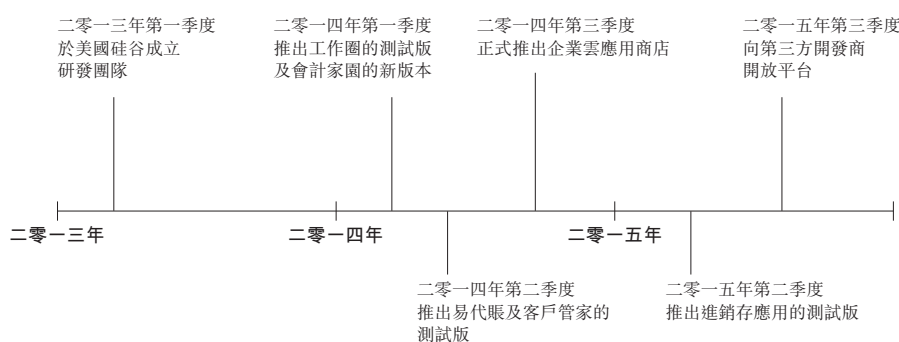 二零一三年第一季度
於美國硅谷成立
研發團隊
二零一四年第一季度
推出工作圈的測試版
及會計家園的新版本
二零一四年第三季度
正式推出企業雲應用商店
二零一五年第三季度
向第三方開發商
開放平台
二零一三年
二零一四年
二零一五年
二零一四年第二季度
推出易代賬及客戶管家的
測試版
二零一五年第二季度
推出進銷存應用的測試版